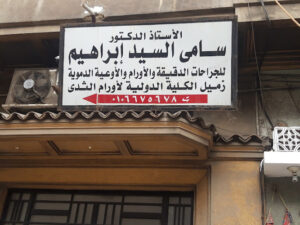 الأستاذ الدكتور
سامى السيد إبراهيم
للجراحات الدقيقة والأورام والأوعية الدموية
زميل الكلية الدولية لأورام الثدى
ت ٠١٠٦٦٧٥٦٧٨